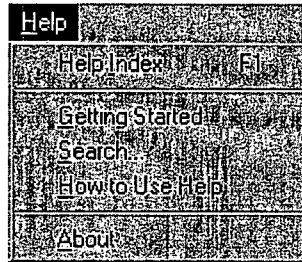 Help
Help Index F1
Getting Started
Search...
How to Use Help
About